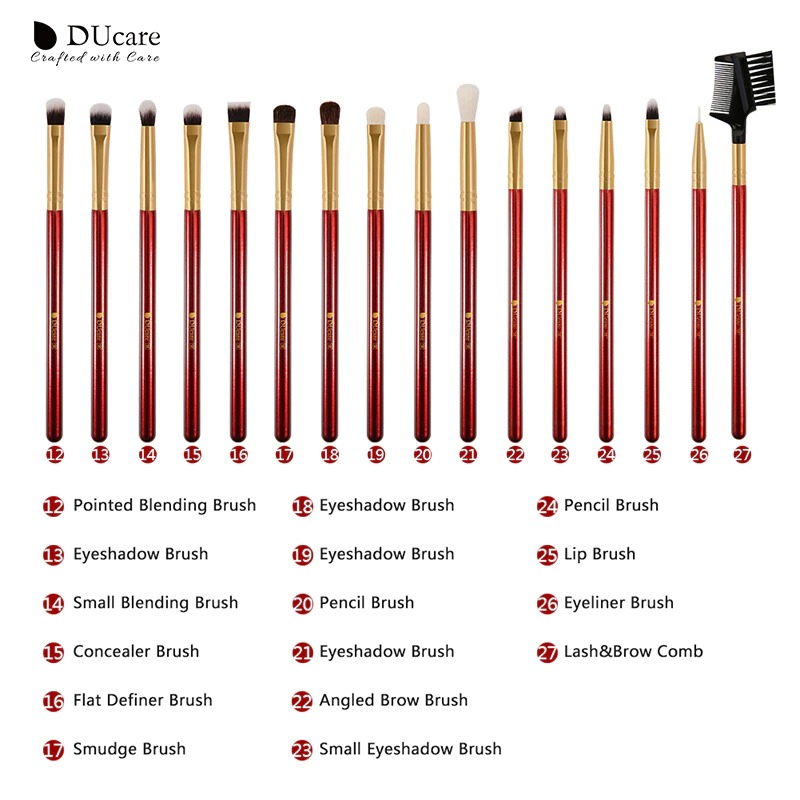 DUcare
Crafted with Care
12 13 14 15 16 17 18 19 20 21 22 23 24 25 26 27
12 Pointed Blending Brush
13 Eyeshadow Brush
14 Small Blending Brush
15 Concealer Brush
16 Flat Definer Brush
17 Smudge Brush
18 Eyeshadow Brush
19 Eyeshadow Brush
20 Pencil Brush
21 Eyeshadow Brush
22 Angled Brow Brush
23 Small Eyeshadow Brush
24 Pencil Brush
25 Lip Brush
26 Eyeliner Brush
27 Lash&Brow Comb